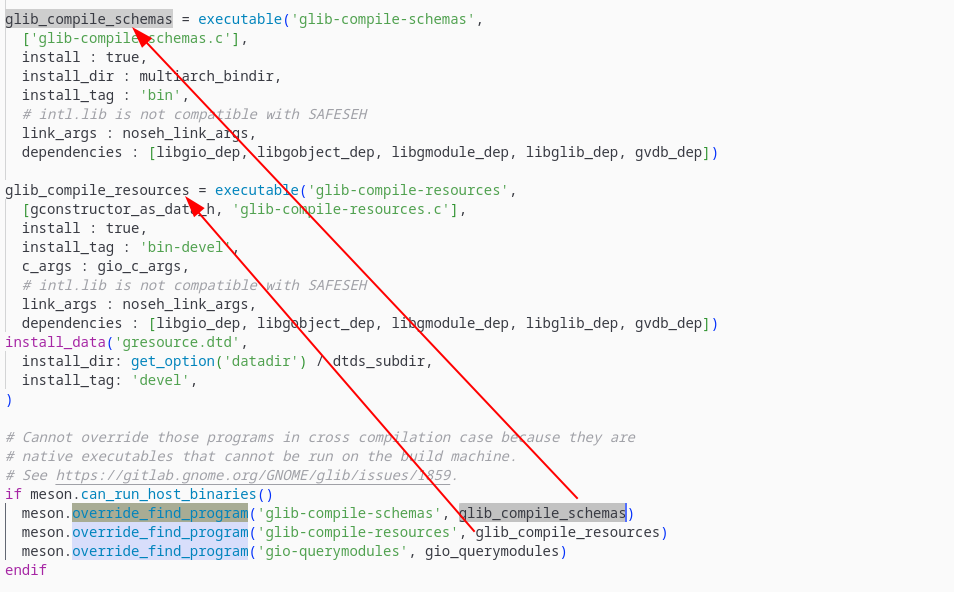 glib_compile_schemas = executable('glib-compile-schemas',
['glib-compile-schemas.c'],
install : true,
install_dir : multiarch_bindir,
install_tag : 'bin',
# intl.lib is not compatible with SAFESEH
link_args : noseh_link_args,
dependencies : [libgio_dep, libgobject_dep, libgmodule_dep, libglib_dep, gvdb_dep])
glib_compile_resources = executable('glib-compile-resources',
[gconstructor_as_data_h, 'glib-compile-resources.c'],
install : true,
install_tag : 'bin-devel',
c_args : gio_c_args,
# intl.lib is not compatible with SAFESEH
link_args : noseh_link_args,
dependencies : [libgio_dep, libgobject_dep, libgmodule_dep, libglib_dep, gvdb_dep])
install_data('gresource.dtd',
install_dir: get_option('datadir') / dtds_subdir,
install_tag: 'devel',
)
# Cannot override those programs in cross compilation case because they are
# native executables that cannot be run on the build machine.
# See https://gitlab.gnome.org/GNOME/glib/issues/1859.
if meson.can_run_host_binaries()
meson.override_find_program('glib-compile-schemas', glib_compile_schemas)
meson.override_find_program('glib-compile-resources', glib_compile_resources)
meson.override_find_program('gio-querymodules', gio_querymodules)
endif